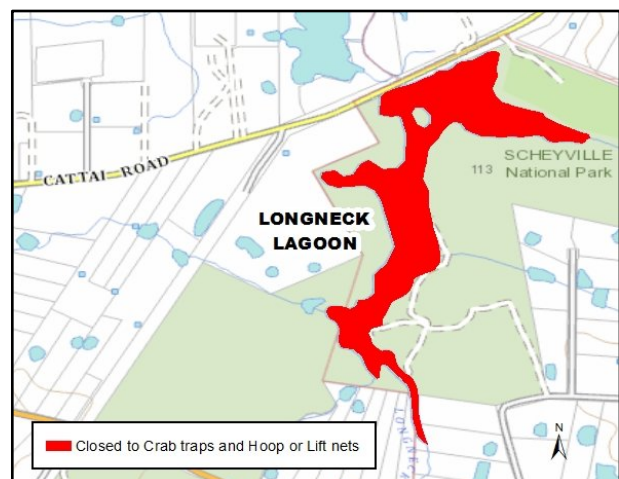 CATTAI ROAD
SCHEYVILLE
113 National Park
LONGNECK
LAGOON
N
Closed to Crab traps and Hoop or Lift nets